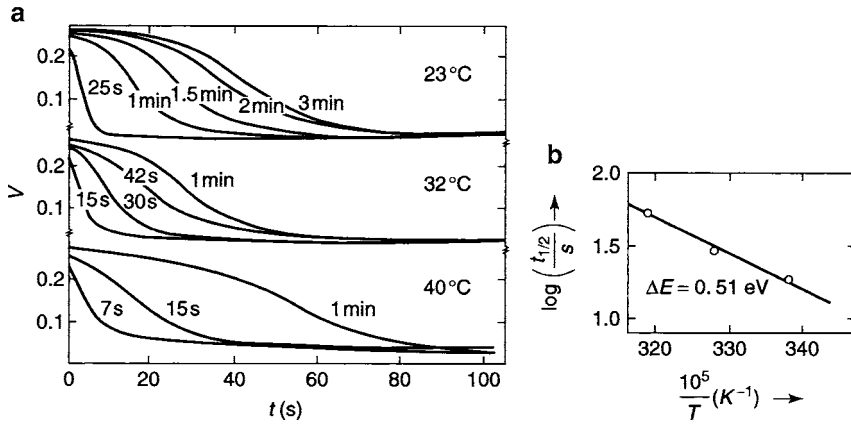 a
0.2
0.1
25s
1min
1.5min
2min
3min
23°C
V
0.2
0.1
15s
42s
30s
1min
32°C
0.1
7s
15s
1min
40°C
0 20 40 60 80 100
t(s)
b
2.0
1.5
1.0
log (t1/2/s) →
ΔE = 0.51 eV
320 330 340
10^5/T (K^-1) →